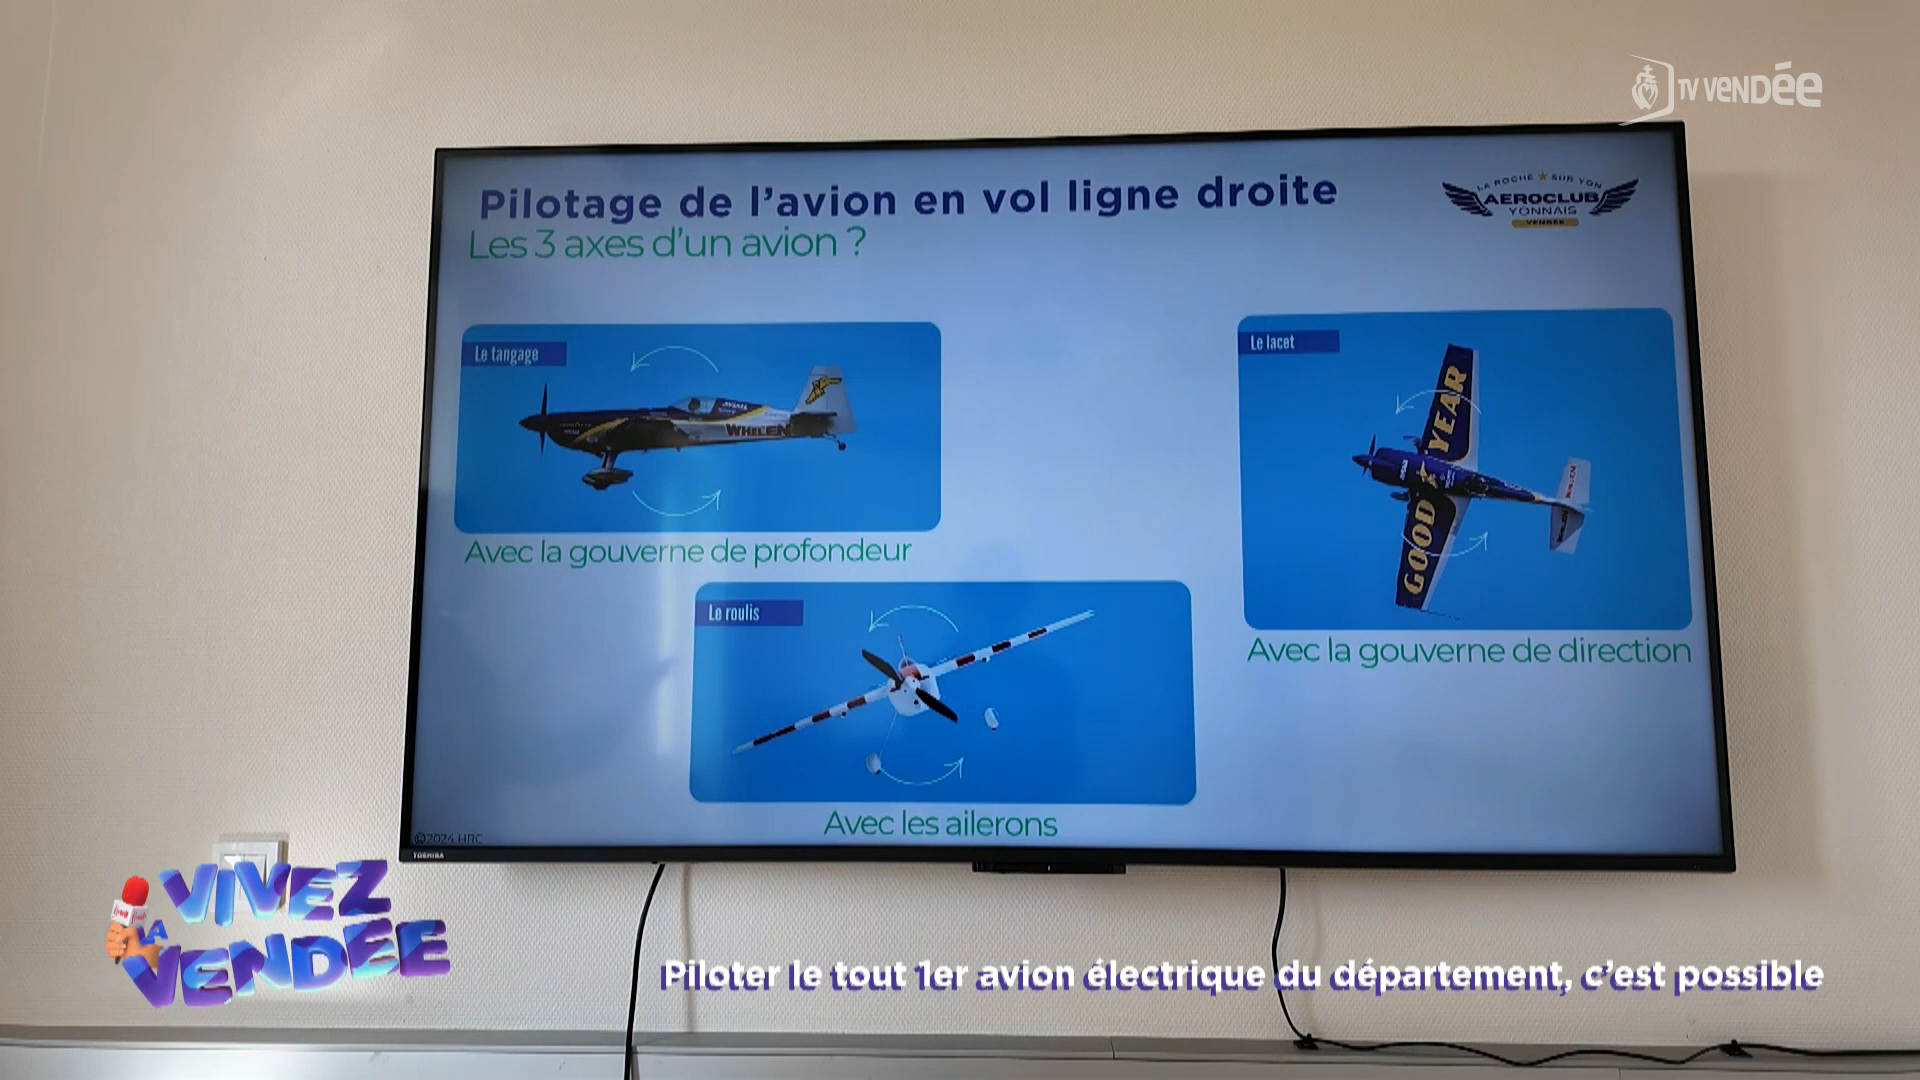 TV VENDÉE
Pilotage de l'avion en vol ligne droite
Les 3 axes d'un avion ?
LA ROCHE SUR YON
AEROCLUB
YONNAIS
VENDÉE
Le tangage
WHELEN
Avec la gouverne de profondeur
Le lacet
GOOD YEAR
WHELEN
Avec la gouverne de direction
Le roulis
Avec les ailerons
©2024 HRC
TOSHIBA
VIVEZ
LA
VENDÉE
Piloter le tout 1er avion électrique du département, c'est possible